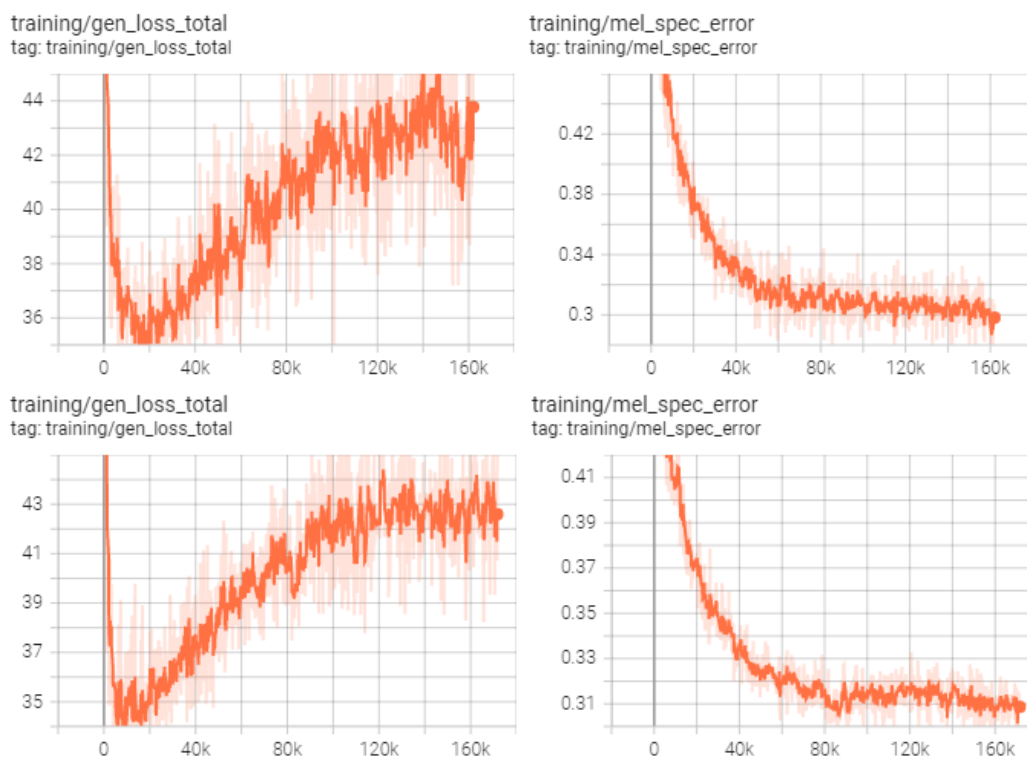 training/gen_loss_total
tag: training/gen_loss_total
44
42
40
38
36
0 40k 80k 120k 160k
training/mel_spec_error
tag: training/mel_spec_error
0.42
0.38
0.34
0.3
0 40k 80k 120k 160k
training/gen_loss_total
tag: training/gen_loss_total
43
41
39
37
35
0 40k 80k 120k 160k
training/mel_spec_error
tag: training/mel_spec_error
0.41
0.39
0.37
0.35
0.33
0.31
0 40k 80k 120k 160k